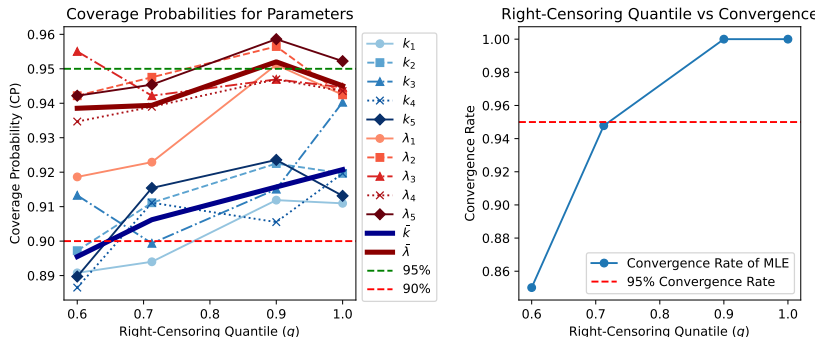 Coverage Probabilities for Parameters
Coverage Probability (CP)
0.96
0.95
0.94
0.93
0.92
0.91
0.90
0.89
0.6
0.7
0.8
0.9
1.0
Right-Censoring Quantile (q)
k₁
k₂
k₃
k₄
k₅
λ₁
λ₂
λ₃
λ₄
λ₅
k̄
λ̄
95%
90%
Right-Censoring Quantile vs Convergence
Convergence Rate
1.00
0.98
0.96
0.94
0.92
0.90
0.88
0.86
0.6
0.7
0.8
0.9
1.0
Right-Censoring Qunatile (q)
Convergence Rate of MLE
95% Convergence Rate